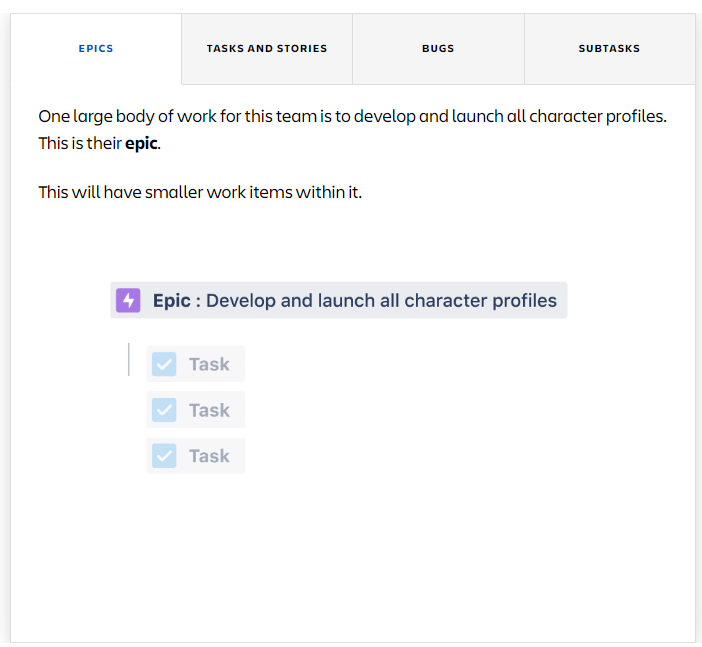 EPICS
TASKS AND STORIES
BUGS
SUBTASKS
One large body of work for this team is to develop and launch all character profiles.
This is their epic.
This will have smaller work items within it.
Epic : Develop and launch all character profiles
Task
Task
Task